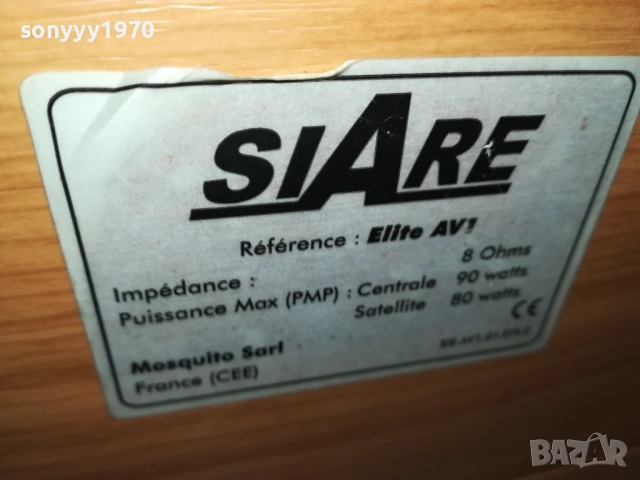 sonyyy1970
SIARE
Référence : Elite AV1
Impédance : 8 Ohms
Puissance Max (PMP) : Centrale 90 watts
Satellite 80 watts
CE
Mosquito Sarl
France (CEE)
BAZAR